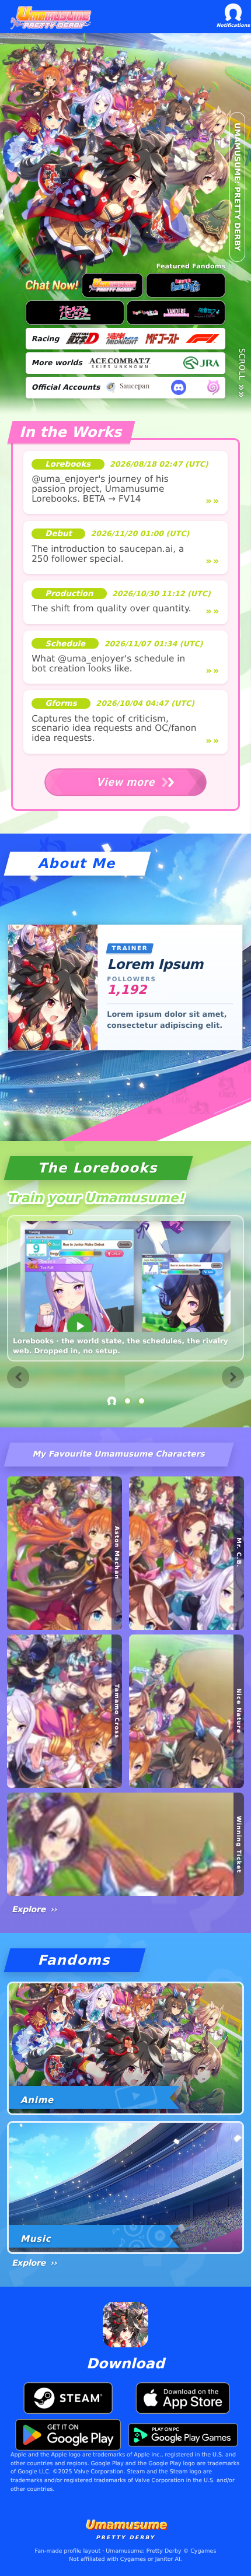 Umamusume
PRETTY DERBY
Notifications
UMAMUSUME: PRETTY DERBY
Featured Fandoms
Chat Now!
Racing
MIDNIGHT
MF GHOST
F1
More worlds
ACE COMBAT 7
SKIES UNKNOWN
JRA
Official Accounts
Saucepan
SCROLL »»
In the Works
Lorebooks
2026/08/18 02:47 (UTC)
@uma_enjoyer's journey of his
passion project, Umamusume
Lorebooks. BETA → FV14
»»
Debut
2026/11/20 01:00 (UTC)
The introduction to saucepan.ai, a
250 follower special.
»»
Production
2026/10/30 11:12 (UTC)
The shift from quality over quantity.
»»
Schedule
2026/11/07 01:34 (UTC)
What @uma_enjoyer's schedule in
bot creation looks like.
»»
Gforms
2026/10/04 04:47 (UTC)
Captures the topic of criticism,
scenario idea requests and OC/fanon
idea requests.
»»
View more
About Me
TRAINER
Lorem Ipsum
FOLLOWERS
1,192
Lorem ipsum dolor sit amet,
consectetur adipiscing elit.
The Lorebooks
Train your Umamusume!
Lorebooks · the world state, the schedules, the rivalry
web. Dropped in, no setup.
My Favourite Umamusume Characters
Aston Machan
Mr. C.B.
Tamamo Cross
Nice Nature
Winning Ticket
Explore ››
Fandoms
Anime
Music
Explore ››
Download
STEAM
Download on the
App Store
GET IT ON
Google Play
PLAY ON PC
Google Play Games
Apple and the Apple logo are trademarks of Apple Inc., registered in the U.S. and
other countries and regions. Google Play and the Google Play logo are trademarks
of Google LLC. ©2025 Valve Corporation. Steam and the Steam logo are
trademarks and/or registered trademarks of Valve Corporation in the U.S. and/or
other countries.
Umamusume
PRETTY DERBY
Fan-made profile layout · Umamusume: Pretty Derby © Cygames
Not affiliated with Cygames or Janitor AI.